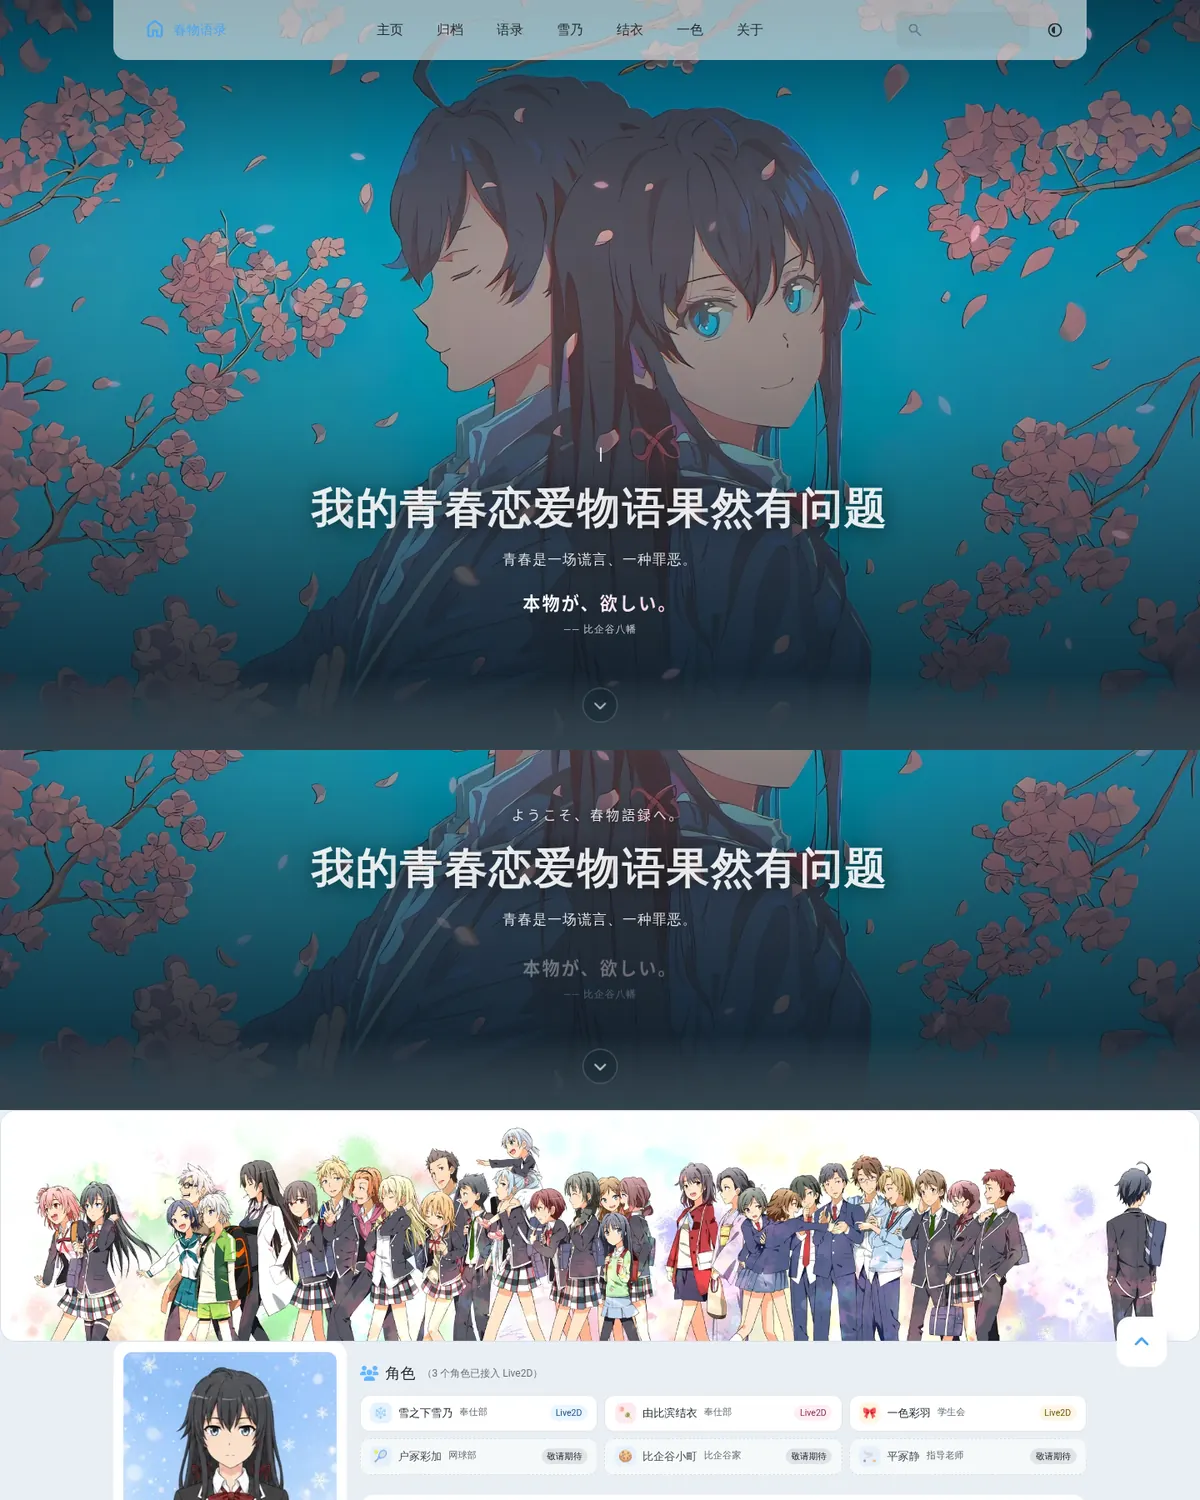 春物语录
主页 归档 语录 雪乃 结衣 一色 关于
我的青春恋爱物语果然有问题
青春是一场谎言、一种罪恶。
本物が、欲しい。
—— 比企谷八幡
ようこそ、春物語録へ。
我的青春恋爱物语果然有问题
青春是一场谎言、一种罪恶。
本物が、欲しい。
—— 比企谷八幡
角色 （3 个角色已接入 Live2D）
雪之下雪乃 奉仕部 Live2D
由比滨结衣 奉仕部 Live2D
一色彩羽 学生会 Live2D
户冢彩加 网球部 敬请期待
比企谷小町 比企谷家 敬请期待
平冢静 指导老师 敬请期待